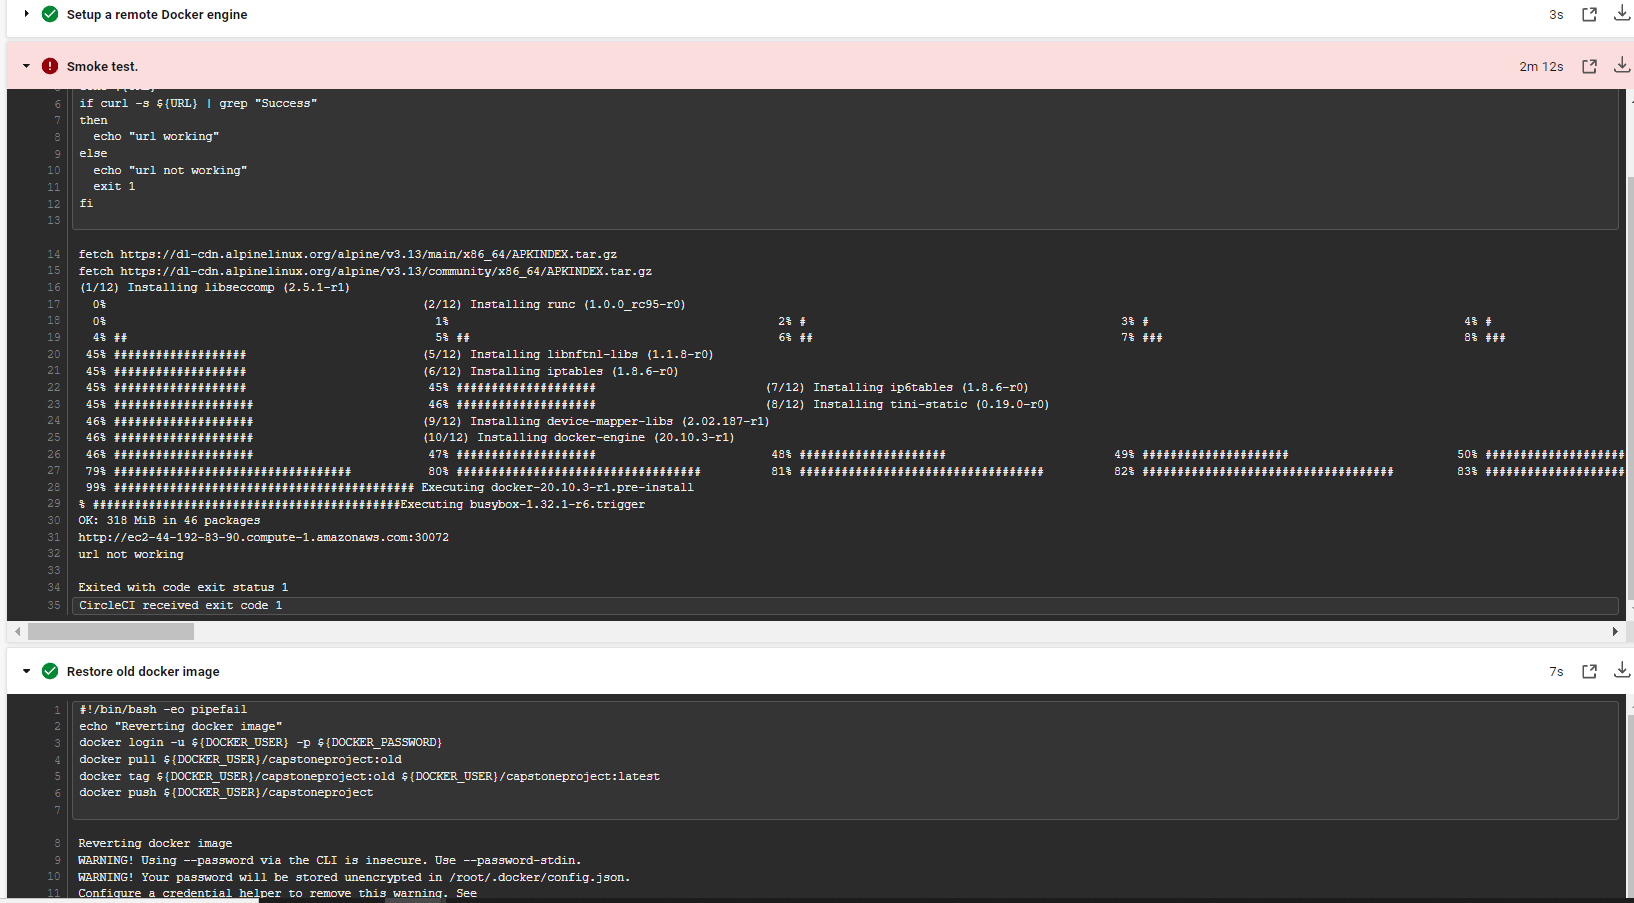 Setup a remote Docker engine 3s
Smoke test. 2m 12s
6 if curl -s ${URL} | grep "Success"
7 then
8 echo "url working"
9 else
10 echo "url not working"
11 exit 1
12 fi
13
14 fetch https://dl-cdn.alpinelinux.org/alpine/v3.13/main/x86_64/APKINDEX.tar.gz
15 fetch https://dl-cdn.alpinelinux.org/alpine/v3.13/community/x86_64/APKINDEX.tar.gz
16 (1/12) Installing libseccomp (2.5.1-r1)
17 0% (2/12) Installing runc (1.0.0_rc95-r0)
18 0% 1% 2% # 3% # 4% #
19 4% ## 5% ## 6% ## 7% ### 8% ###
20 45% ################### (5/12) Installing libnftnl-libs (1.1.8-r0)
21 45% ################### (6/12) Installing iptables (1.8.6-r0)
22 45% ################### 45% #################### (7/12) Installing ip6tables (1.8.6-r0)
23 45% #################### 46% #################### (8/12) Installing tini-static (0.19.0-r0)
24 46% #################### (9/12) Installing device-mapper-libs (2.02.187-r1)
25 46% #################### (10/12) Installing docker-engine (20.10.3-r1)
26 46% #################### 47% #################### 48% ##################### 49% ##################### 50% ####################
27 79% ################################## 80% ################################### 81% ################################### 82% #################################### 83% ####################
28 99% ########################################### Executing docker-20.10.3-r1.pre-install
29 % ############################################Executing busybox-1.32.1-r6.trigger
30 OK: 318 MiB in 46 packages
31 http://ec2-44-192-83-90.compute-1.amazonaws.com:30072
32 url not working
33
34 Exited with code exit status 1
35 CircleCI received exit code 1
Restore old docker image 7s
1 #!/bin/bash -eo pipefail
2 echo "Reverting docker image"
3 docker login -u ${DOCKER_USER} -p ${DOCKER_PASSWORD}
4 docker pull ${DOCKER_USER}/capstoneproject:old
5 docker tag ${DOCKER_USER}/capstoneproject:old ${DOCKER_USER}/capstoneproject:latest
6 docker push ${DOCKER_USER}/capstoneproject
7
8 Reverting docker image
9 WARNING! Using --password via the CLI is insecure. Use --password-stdin.
10 WARNING! Your password will be stored unencrypted in /root/.docker/config.json.
11 Configure a credential helper to remove this warning. See